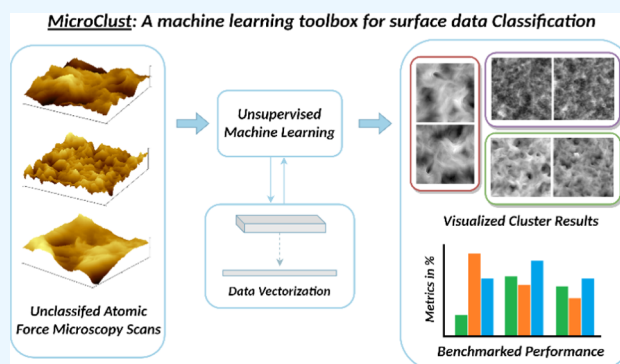 MicroClust: A machine learning toolbox for surface data Classification
Unclassifed Atomic
Force Microscopy Scans
Unsupervised
Machine Learning
Data Vectorization
Visualized Cluster Results
Metrics in %
Benchmarked Performance